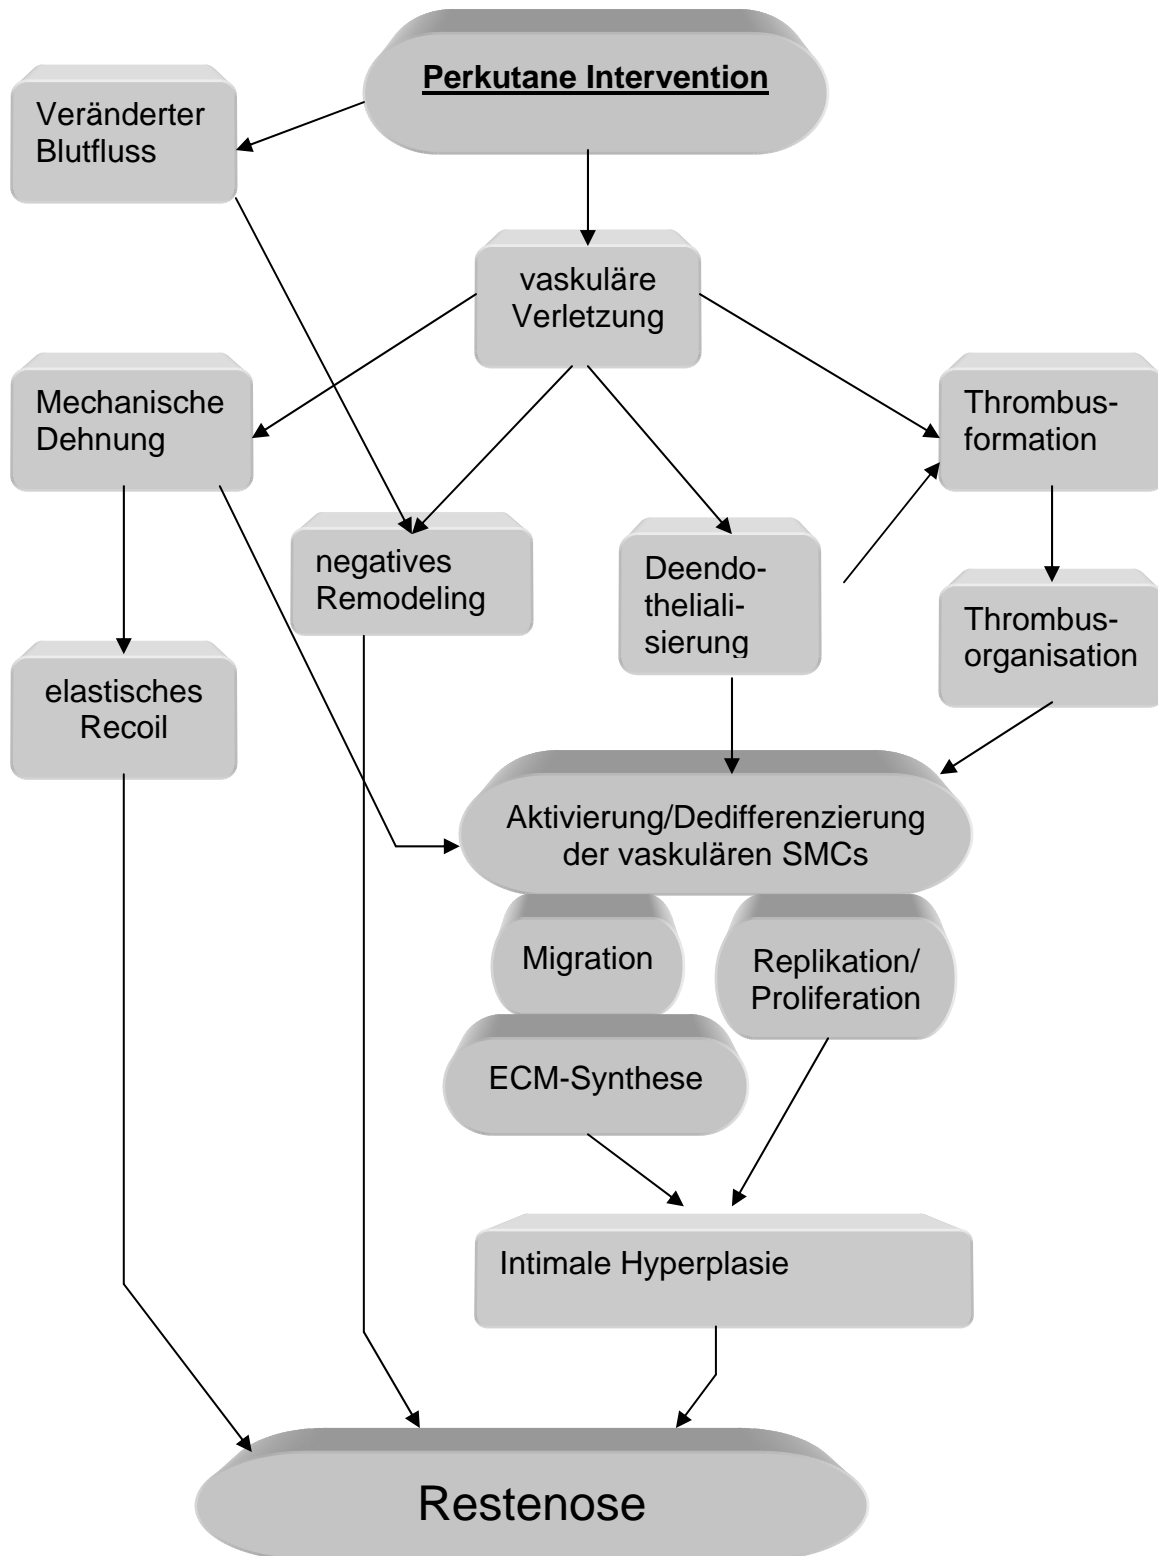 Perkutane Intervention
Veränderter
Blutfluss
vaskuläre
Verletzung
Mechanische
Dehnung
Thrombus-
formation
negatives
Remodeling
Deendo-
theliali-
sierung
Thrombus-
organisation
elastisches
Recoil
Aktivierung/Dedifferenzierung
der vaskulären SMCs
Migration
Replikation/
Proliferation
ECM-Synthese
Intimale Hyperplasie
Restenose